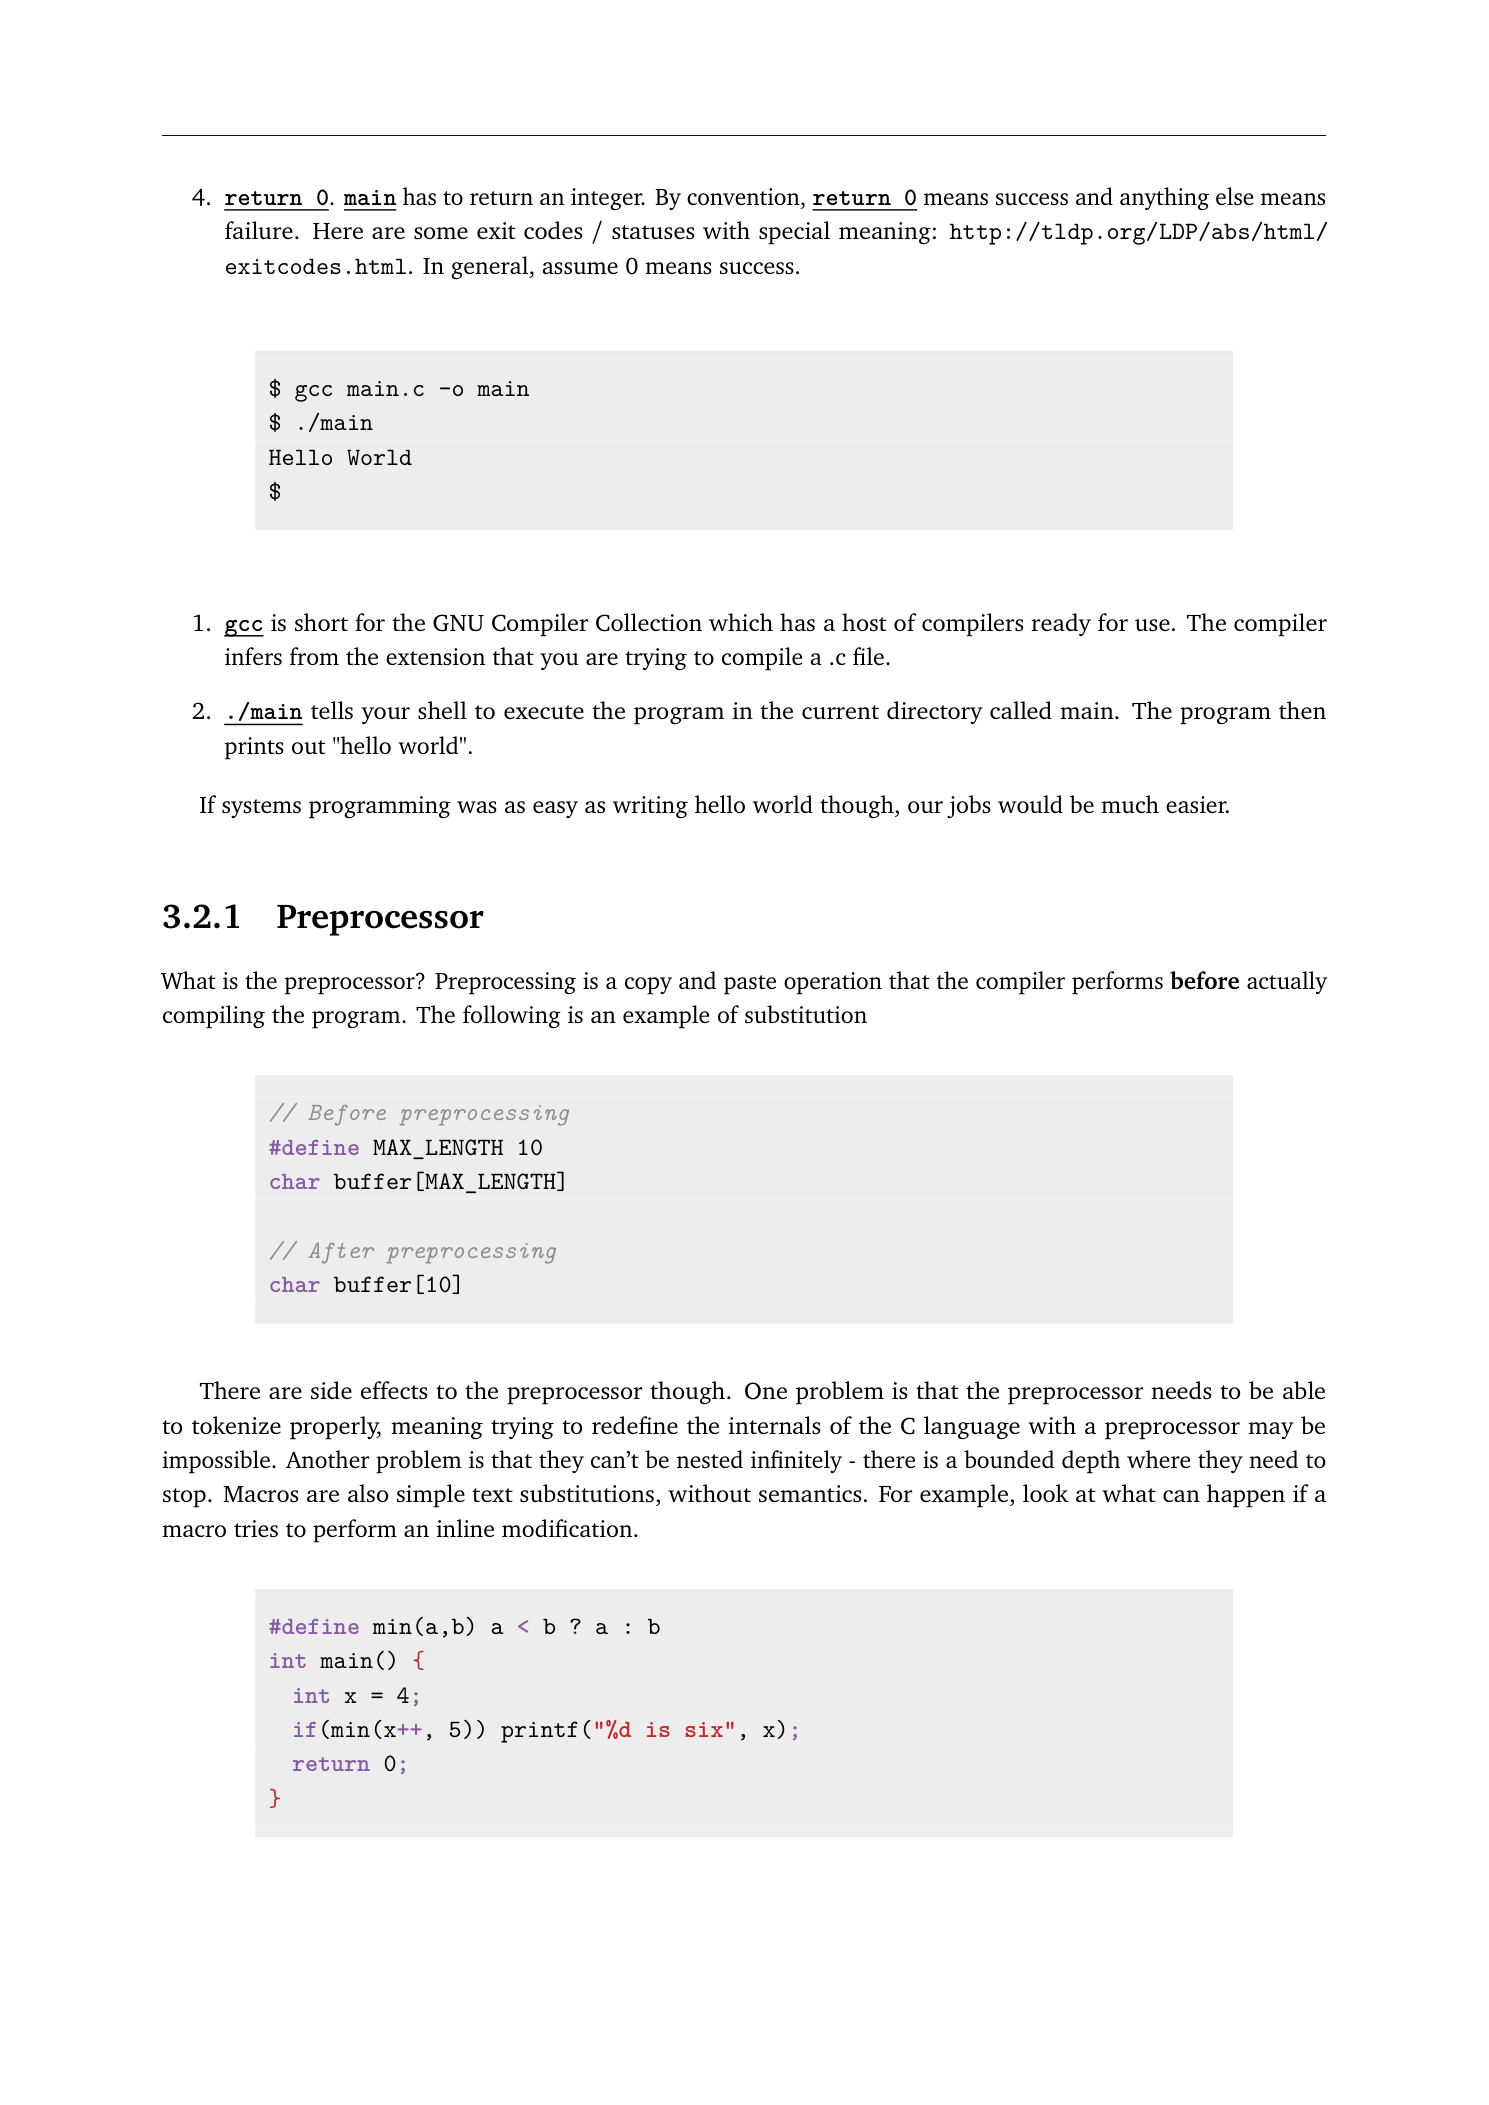 4. return 0. main has to return an integer. By convention, return 0 means success and anything else means
failure. Here are some exit codes / statuses with special meaning: http://tldp.org/LDP/abs/html/
exitcodes.html. In general, assume 0 means success.
$ gcc main.c -o main
$ ./main
Hello World
$
1. gcc is short for the GNU Compiler Collection which has a host of compilers ready for use. The compiler
infers from the extension that you are trying to compile a .c file.
2. ./main tells your shell to execute the program in the current directory called main. The program then
prints out "hello world".
If systems programming was as easy as writing hello world though, our jobs would be much easier.
3.2.1 Preprocessor
What is the preprocessor? Preprocessing is a copy and paste operation that the compiler performs before actually
compiling the program. The following is an example of substitution
// Before preprocessing
#define MAX_LENGTH 10
char buffer[MAX_LENGTH]
// After preprocessing
char buffer[10]
There are side effects to the preprocessor though. One problem is that the preprocessor needs to be able
to tokenize properly, meaning trying to redefine the internals of the C language with a preprocessor may be
impossible. Another problem is that they can't be nested infinitely - there is a bounded depth where they need to
stop. Macros are also simple text substitutions, without semantics. For example, look at what can happen if a
macro tries to perform an inline modification.
#define min(a,b) a < b ? a : b
int main() {
  int x = 4;
  if(min(x++, 5)) printf("%d is six", x);
  return 0;
}